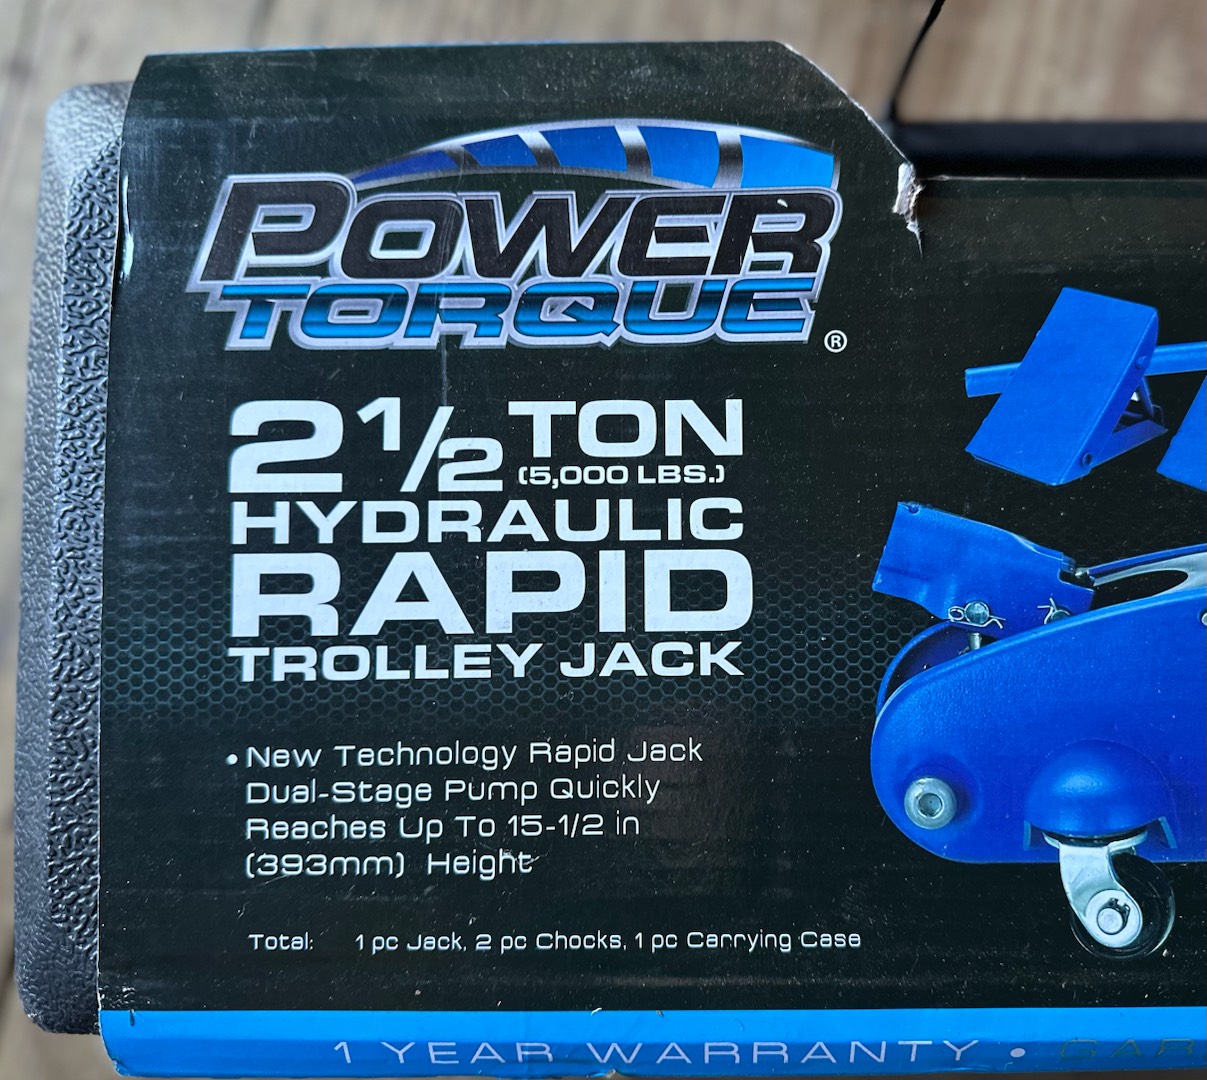 POWER
TORQUE
®
2 1/2 TON
(5,000 LBS.)
HYDRAULIC
RAPID
TROLLEY JACK
• New Technology Rapid Jack
Dual-Stage Pump Quickly
Reaches Up To 15-1/2 in
(393mm) Height
Total: 1 pc Jack, 2 pc Chocks, 1 pc Carrying Case
1 YEAR WARRANTY •